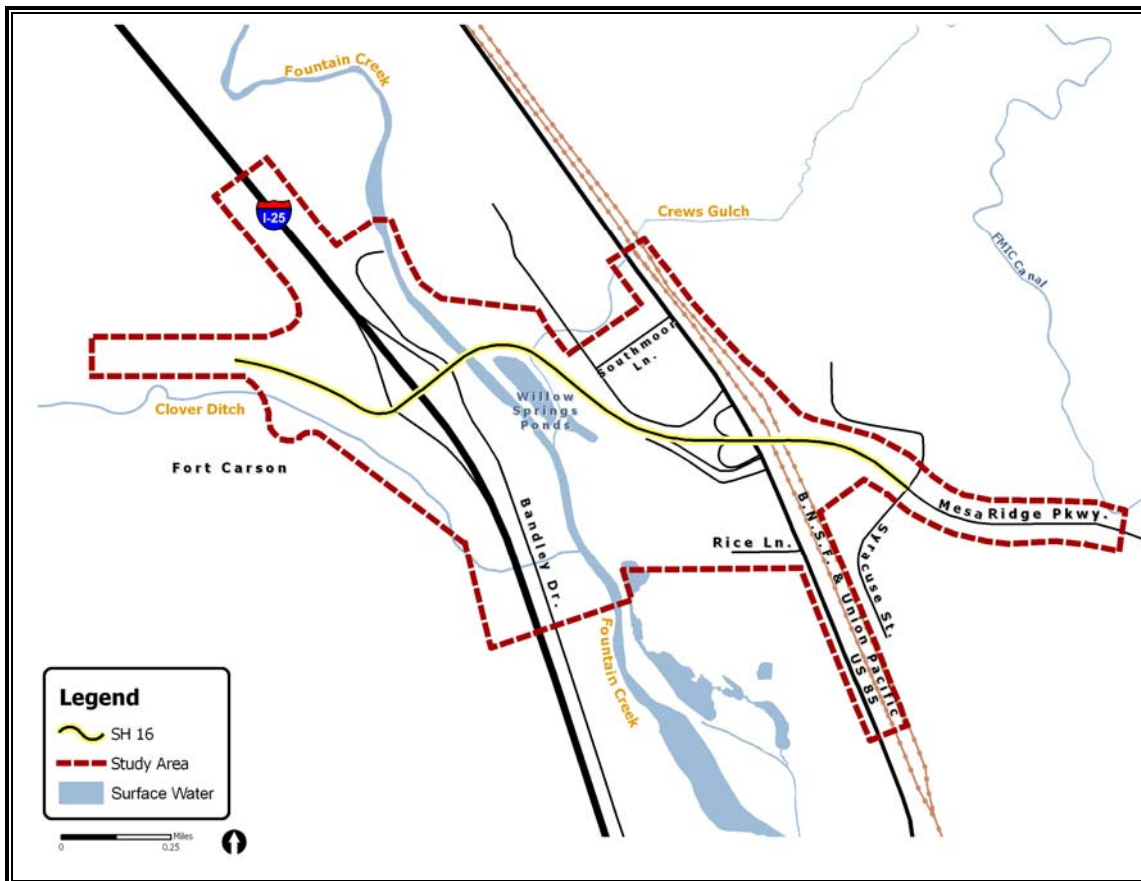 Fountain Creek
I-25
Crews Gulch
FMIC Canal
Southmoor
Ln.
Willow
Springs
Ponds
Clover Ditch
Fort Carson
Bandley Dr.
MesaRidge Pkwy.
Rice Ln.
B.N.S.F. & Union Pacific
US 85
Syracuse St.
Fountain Creek
Legend
SH 16
Study Area
Surface Water
Miles
0 0.25